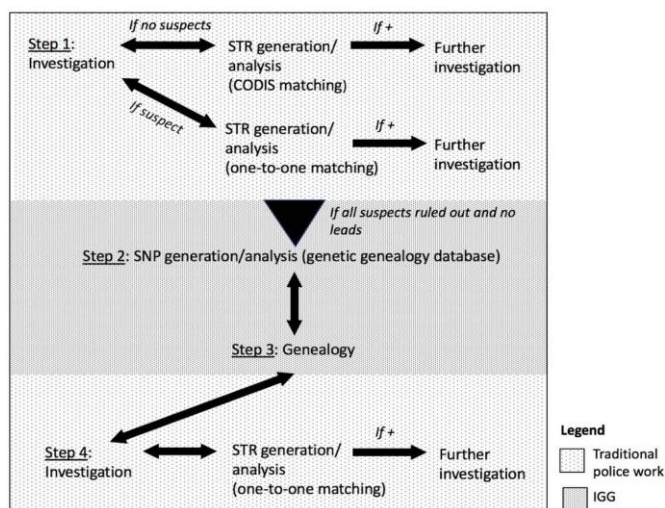 If no suspects
If +
Step 1:
Investigation
STR generation/
analysis
(CODIS matching)
Further
investigation
If suspect
If +
STR generation/
analysis
(one-to-one matching)
Further
investigation
If all suspects ruled out and no
leads
Step 2: SNP generation/analysis (genetic genealogy database)
Step 3: Genealogy
If +
Step 4:
Investigation
STR generation/
analysis
(one-to-one matching)
Further
investigation
Legend
Traditional
police work
IGG